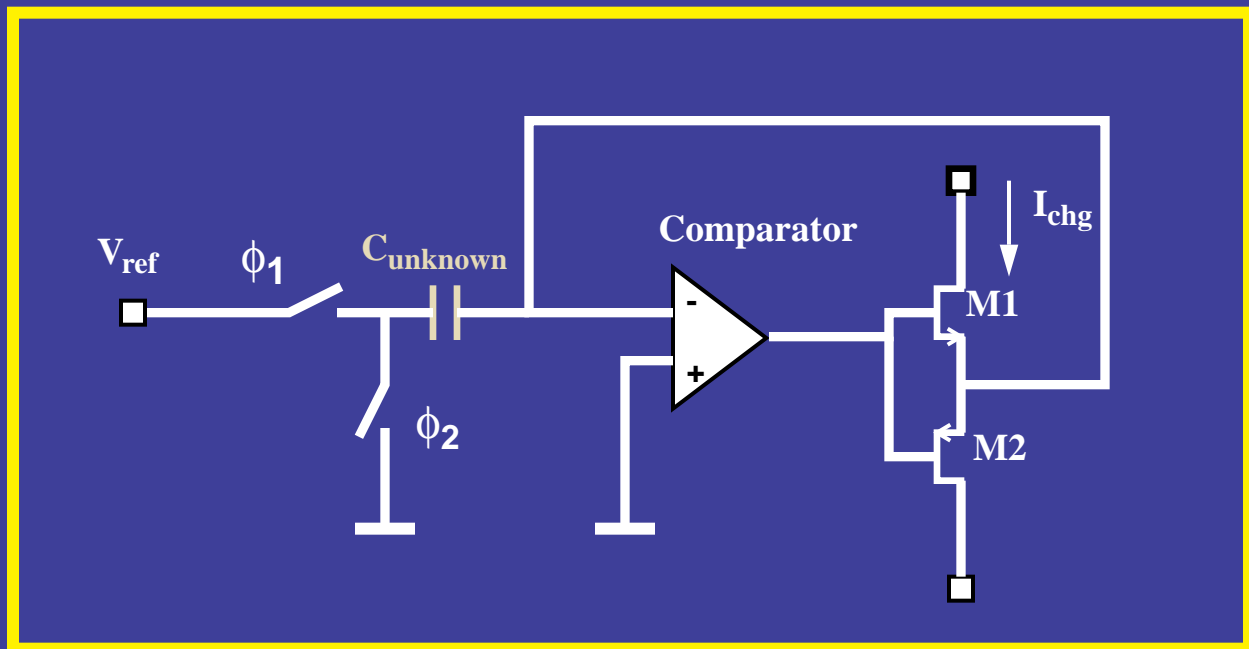 Vref
ϕ1
Cunknown
Comparator
Ichg
-
+
M1
ϕ2
M2